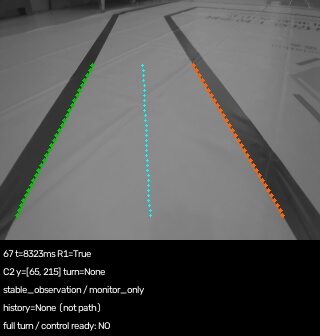 67 t=8323ms R1=True
C2 y=[65, 215] turn=None
stable_observation / monitor_only
history=None (not path)
full turn / control ready: NO